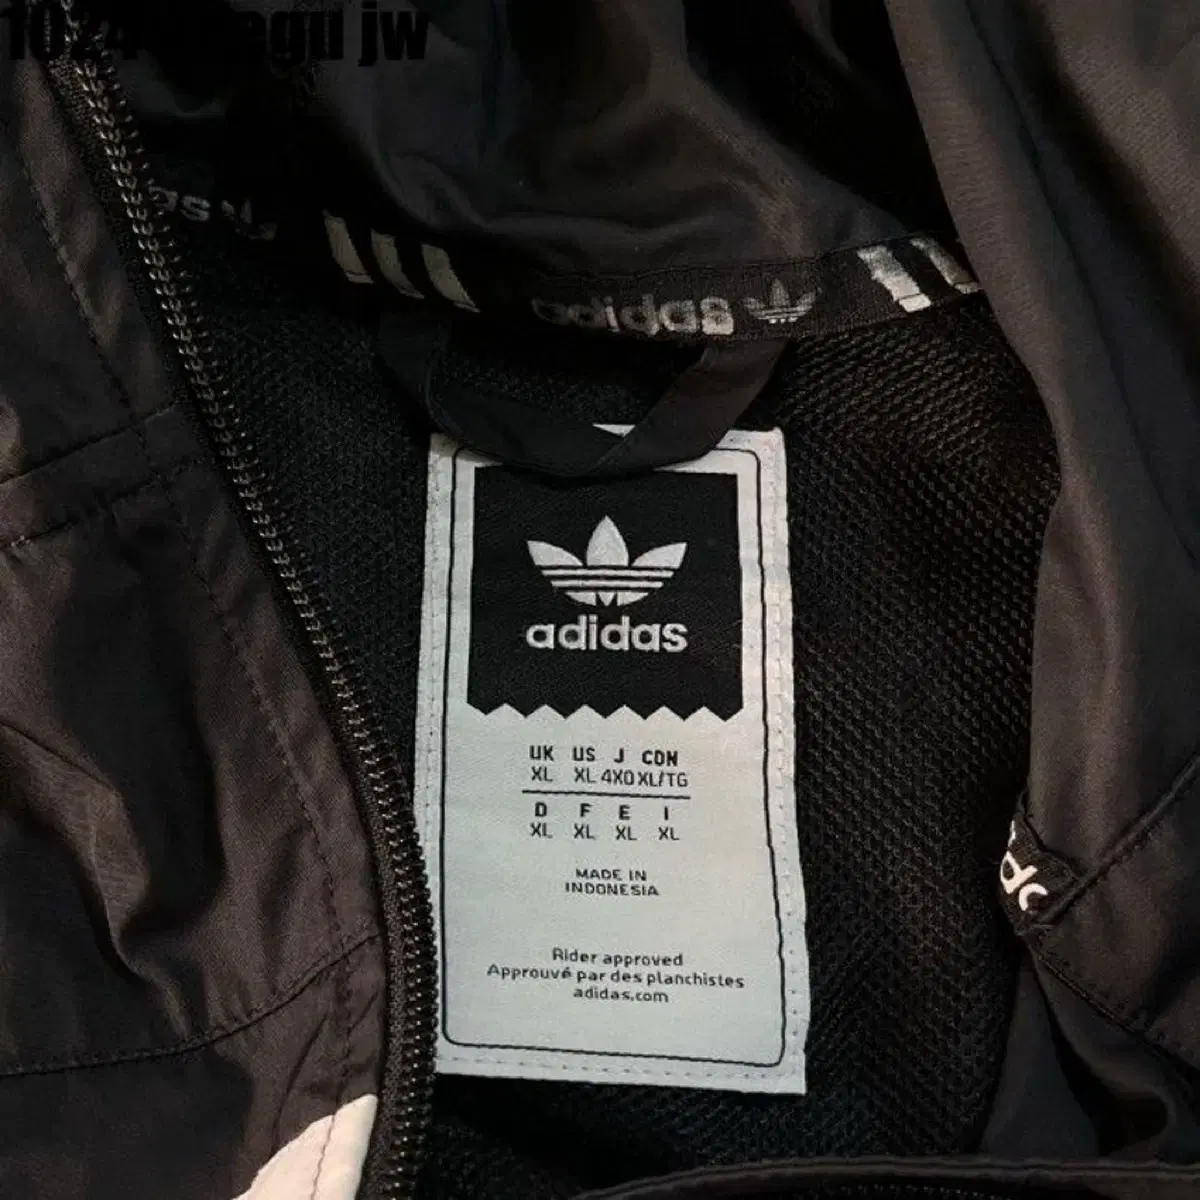 adidas
adidas
UK US J CDN
XL XL 4XO XL/TG
D F E I
XL XL XL XL
MADE IN
INDONESIA
Rider approved
Approuvé par des planchistes
adidas.com